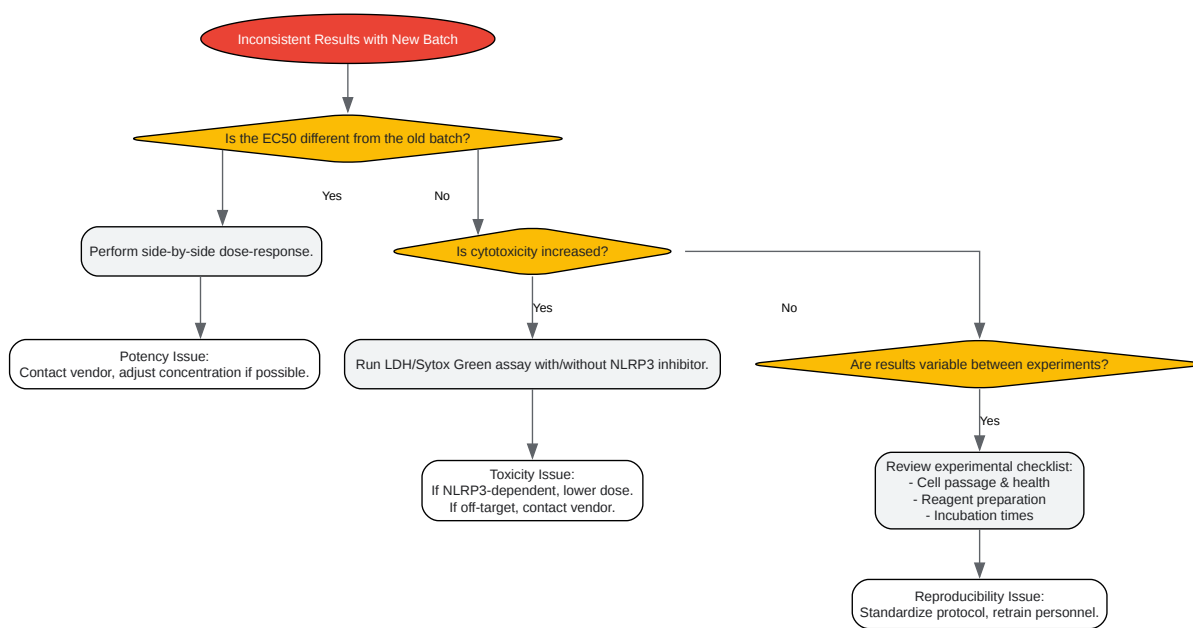 Inconsistent Results with New Batch
Is the EC50 different from the old batch?
Yes
No
Perform side-by-side dose-response.
Is cytotoxicity increased?
Yes
No
Potency Issue:
Contact vendor, adjust concentration if possible.
Run LDH/Sytox Green assay with/without NLRP3 inhibitor.
Are results variable between experiments?
Yes
Toxicity Issue:
If NLRP3-dependent, lower dose.
If off-target, contact vendor.
Review experimental checklist:
- Cell passage & health
- Reagent preparation
- Incubation times
Reproducibility Issue:
Standardize protocol, retrain personnel.